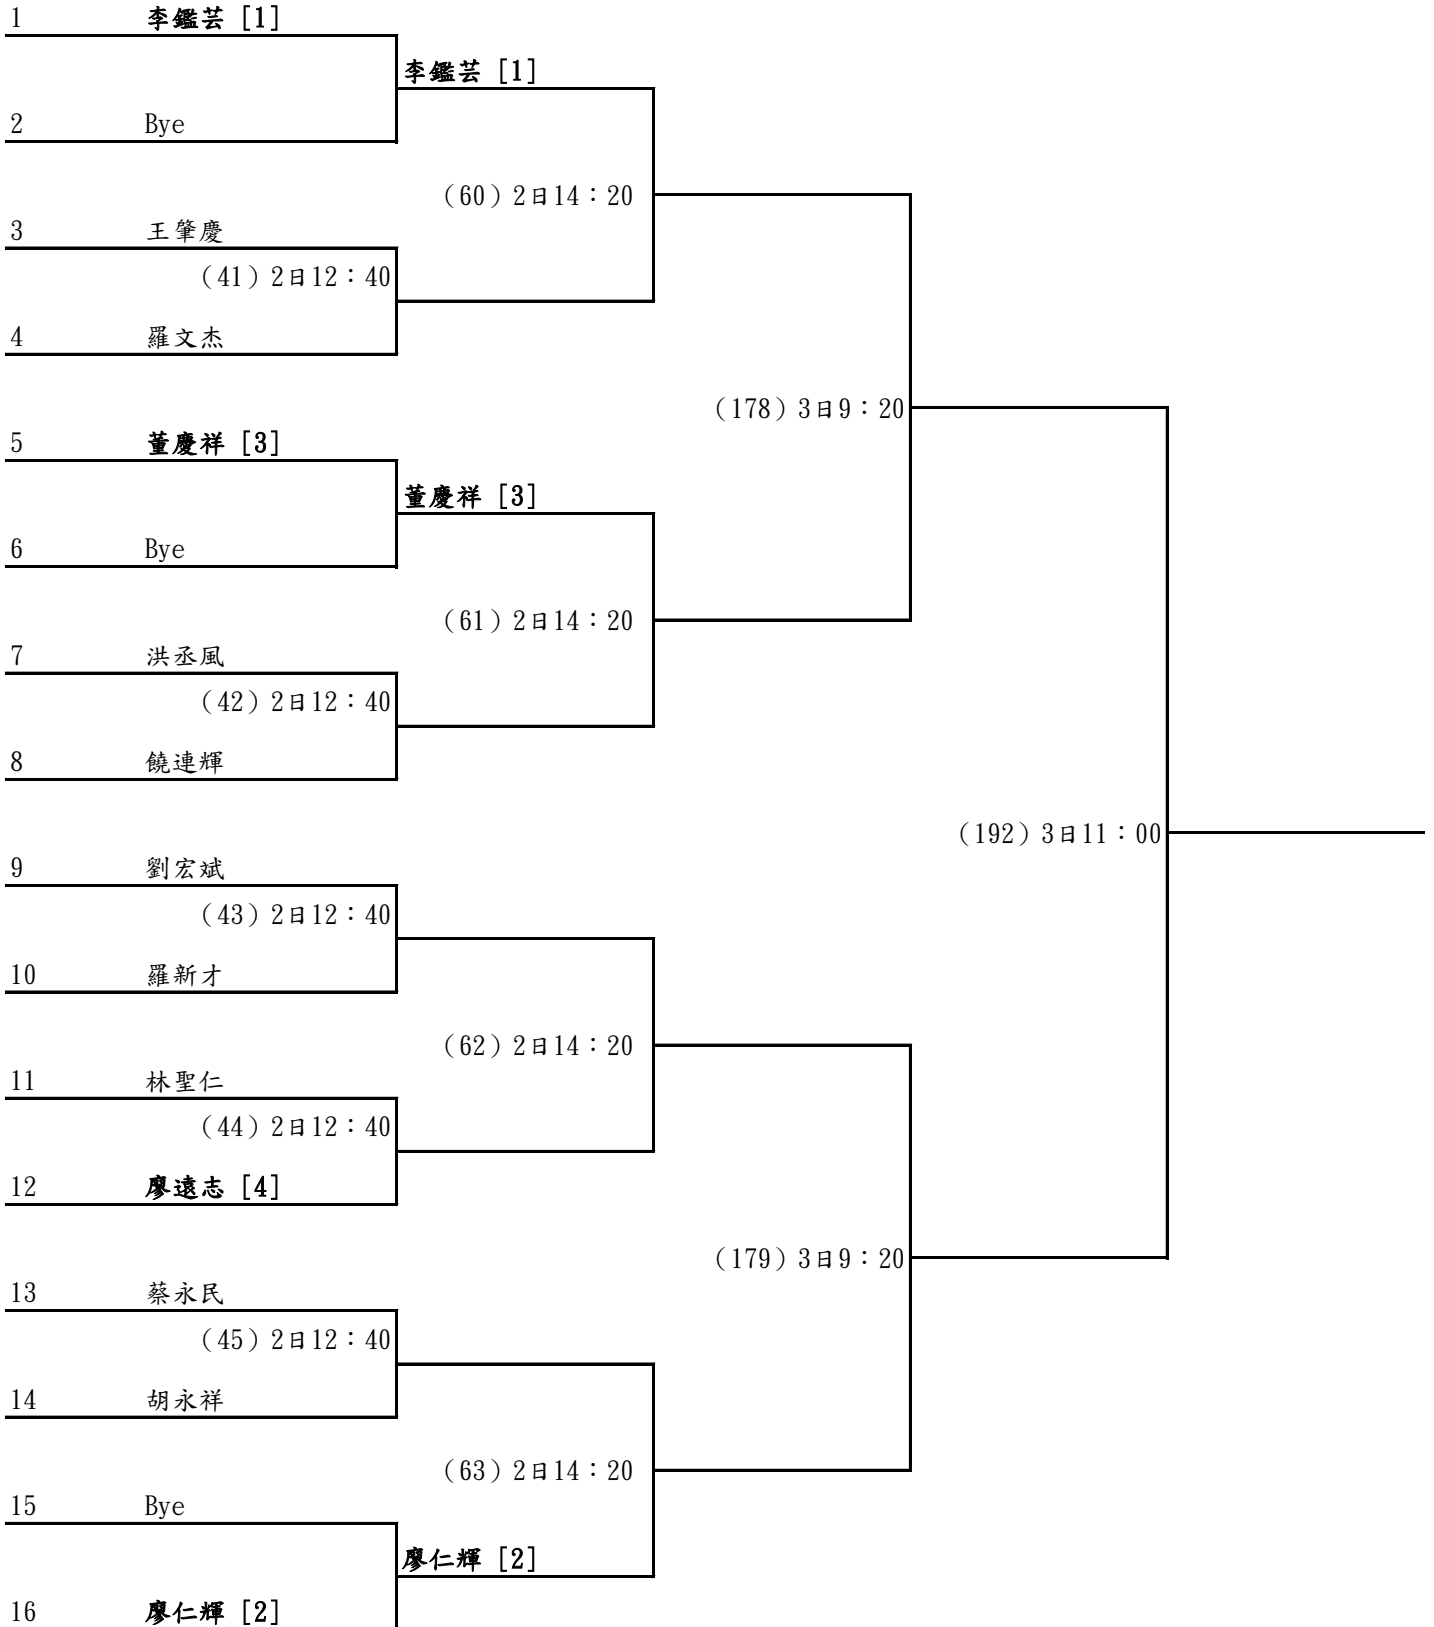 1 李鑑芸 [1]
李鑑芸 [1]
2 Bye
(60) 2日14:20
3 王肇慶
(41) 2日12:40
4 羅文杰
(178) 3日9:20
5 董慶祥 [3]
董慶祥 [3]
6 Bye
(61) 2日14:20
7 洪丞風
(42) 2日12:40
8 饒連輝
(192) 3日11:00
9 劉宏斌
(43) 2日12:40
10 羅新才
(62) 2日14:20
11 林聖仁
(44) 2日12:40
12 廖遠志 [4]
(179) 3日9:20
13 蔡永民
(45) 2日12:40
14 胡永祥
(63) 2日14:20
15 Bye
廖仁輝 [2]
16 廖仁輝 [2]